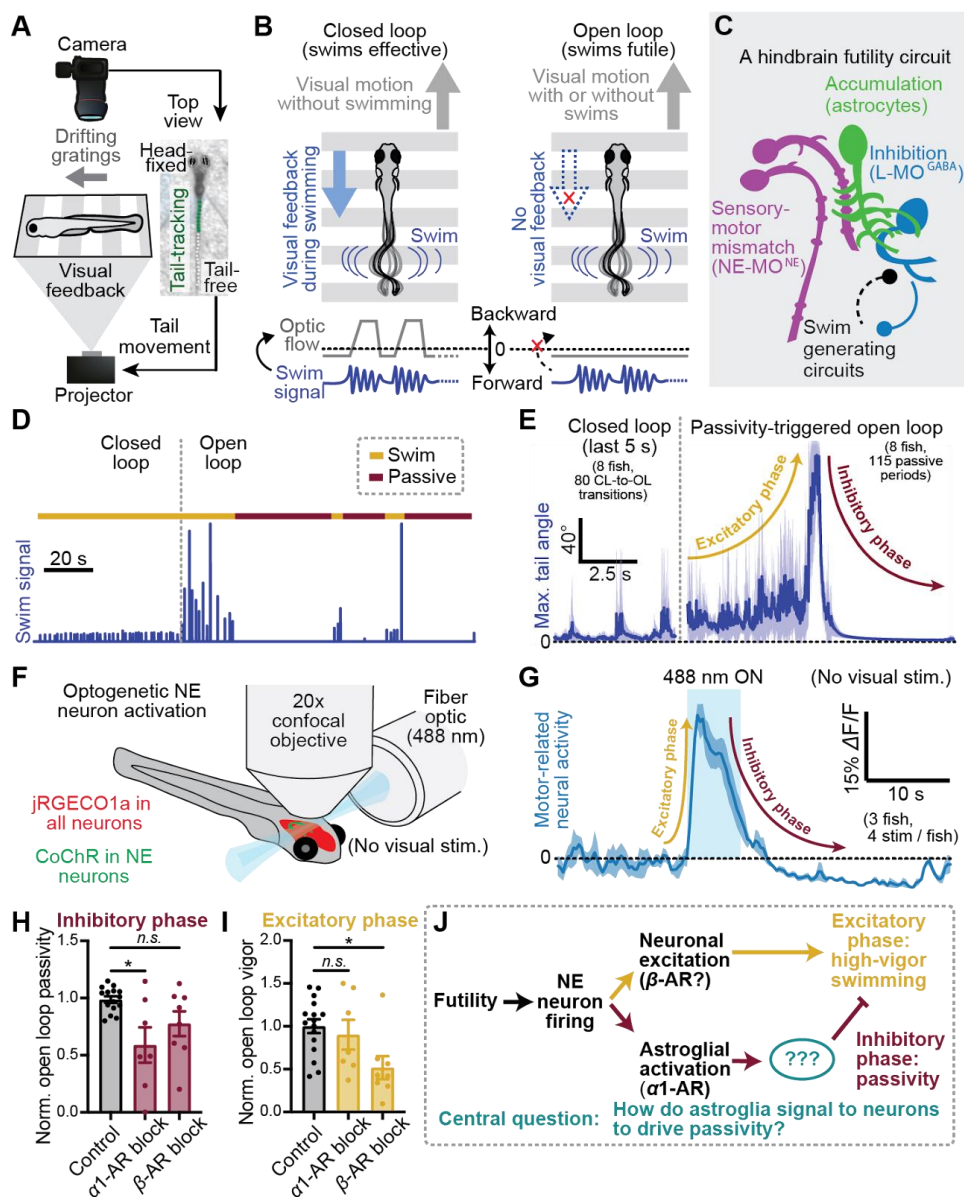 A
Camera
Top
view
Drifting
gratings
Head-
fixed
Tail-tracking
Tail-
free
Visual
feedback
Tail
movement
Projector
B
Closed loop
(swims effective)
Open loop
(swims futile)
Visual motion
without swimming
Visual motion
with or without
swims
Visual feedback
during swimming
Swim
No
visual feedback
Swim
Optic
flow
Backward
0
Forward
Swim
signal
C
A hindbrain futility circuit
Accumulation
(astrocytes)
Inhibition
(L-MO^GABA)
Sensory-
motor
mismatch
(NE-MO^NE)
Swim
generating
circuits
D
Closed
loop
Open
loop
Swim
Passive
20 s
Swim signal
E
Closed loop
(last 5 s)
(8 fish,
80 CL-to-OL
transitions)
Passivity-triggered open loop
(8 fish,
115 passive
periods)
Excitatory phase
Inhibitory phase
40°
2.5 s
Max. tail
angle
0
F
Optogenetic NE
neuron activation
20x
confocal
objective
Fiber optic
(488 nm)
jRGECO1a in
all neurons
CoChR in NE
neurons
(No visual stim.)
G
488 nm ON
(No visual stim.)
Motor-related
neural activity
Excitatory phase
Inhibitory phase
15% ΔF/F
10 s
(3 fish,
4 stim / fish)
0
H
Inhibitory phase
n.s.
*
Norm. open loop passivity
1.5
1.0
0.5
0.0
Control
α1-AR block
β-AR block
I
Excitatory phase
*
n.s.
Norm. open loop vigor
2.0
1.5
1.0
0.5
0.0
Control
α1-AR block
β-AR block
J
Futility
NE
neuron
firing
Neuronal
excitation
(β-AR?)
Excitatory
phase:
high-vigor
swimming
Astroglial
activation
(α1-AR)
???
Inhibitory
phase:
passivity
Central question:
How do astroglia signal to neurons
to drive passivity?